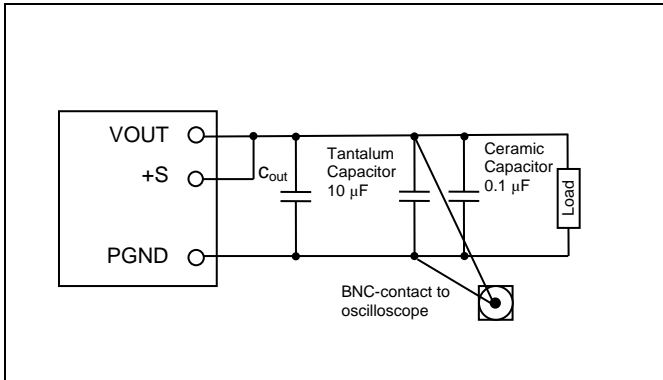 VOUT
+S
PGND
cout
Tantalum
Capacitor
10 μF
Ceramic
Capacitor
0.1 μF
Load
BNC-contact to
oscilloscope